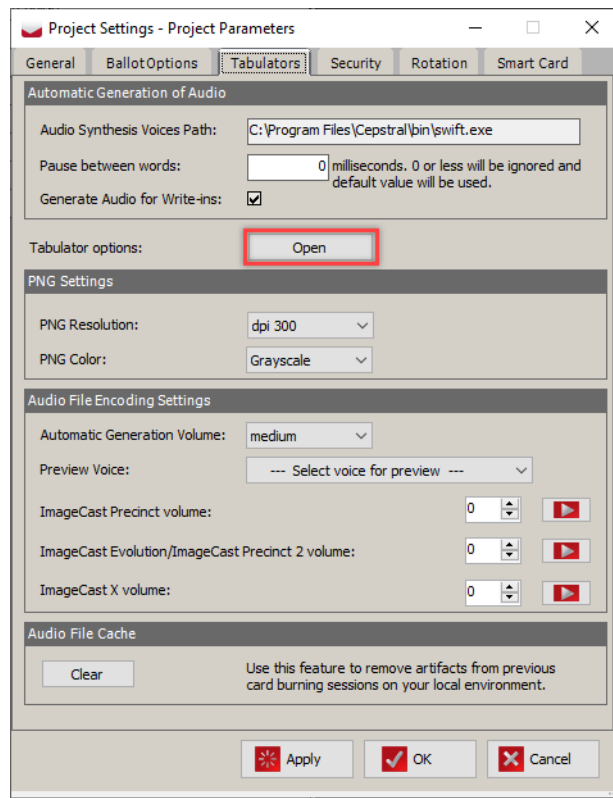 Project Settings - Project Parameters
General BallotOptions Tabulators Security Rotation Smart Card
Automatic Generation of Audio
Audio Synthesis Voices Path: C:\Program Files\Cepstral\bin\swift.exe
Pause between words: 0 milliseconds. 0 or less will be ignored and
default value will be used.
Generate Audio for Write-ins:
Tabulator options: Open
PNG Settings
PNG Resolution: dpi 300
PNG Color: Grayscale
Audio File Encoding Settings
Automatic Generation Volume: medium
Preview Voice: --- Select voice for preview ---
ImageCast Precinct volume: 0
ImageCast Evolution/ImageCast Precinct 2 volume: 0
ImageCast X volume: 0
Audio File Cache
Clear Use this feature to remove artifacts from previous
card burning sessions on your local environment.
Apply OK Cancel